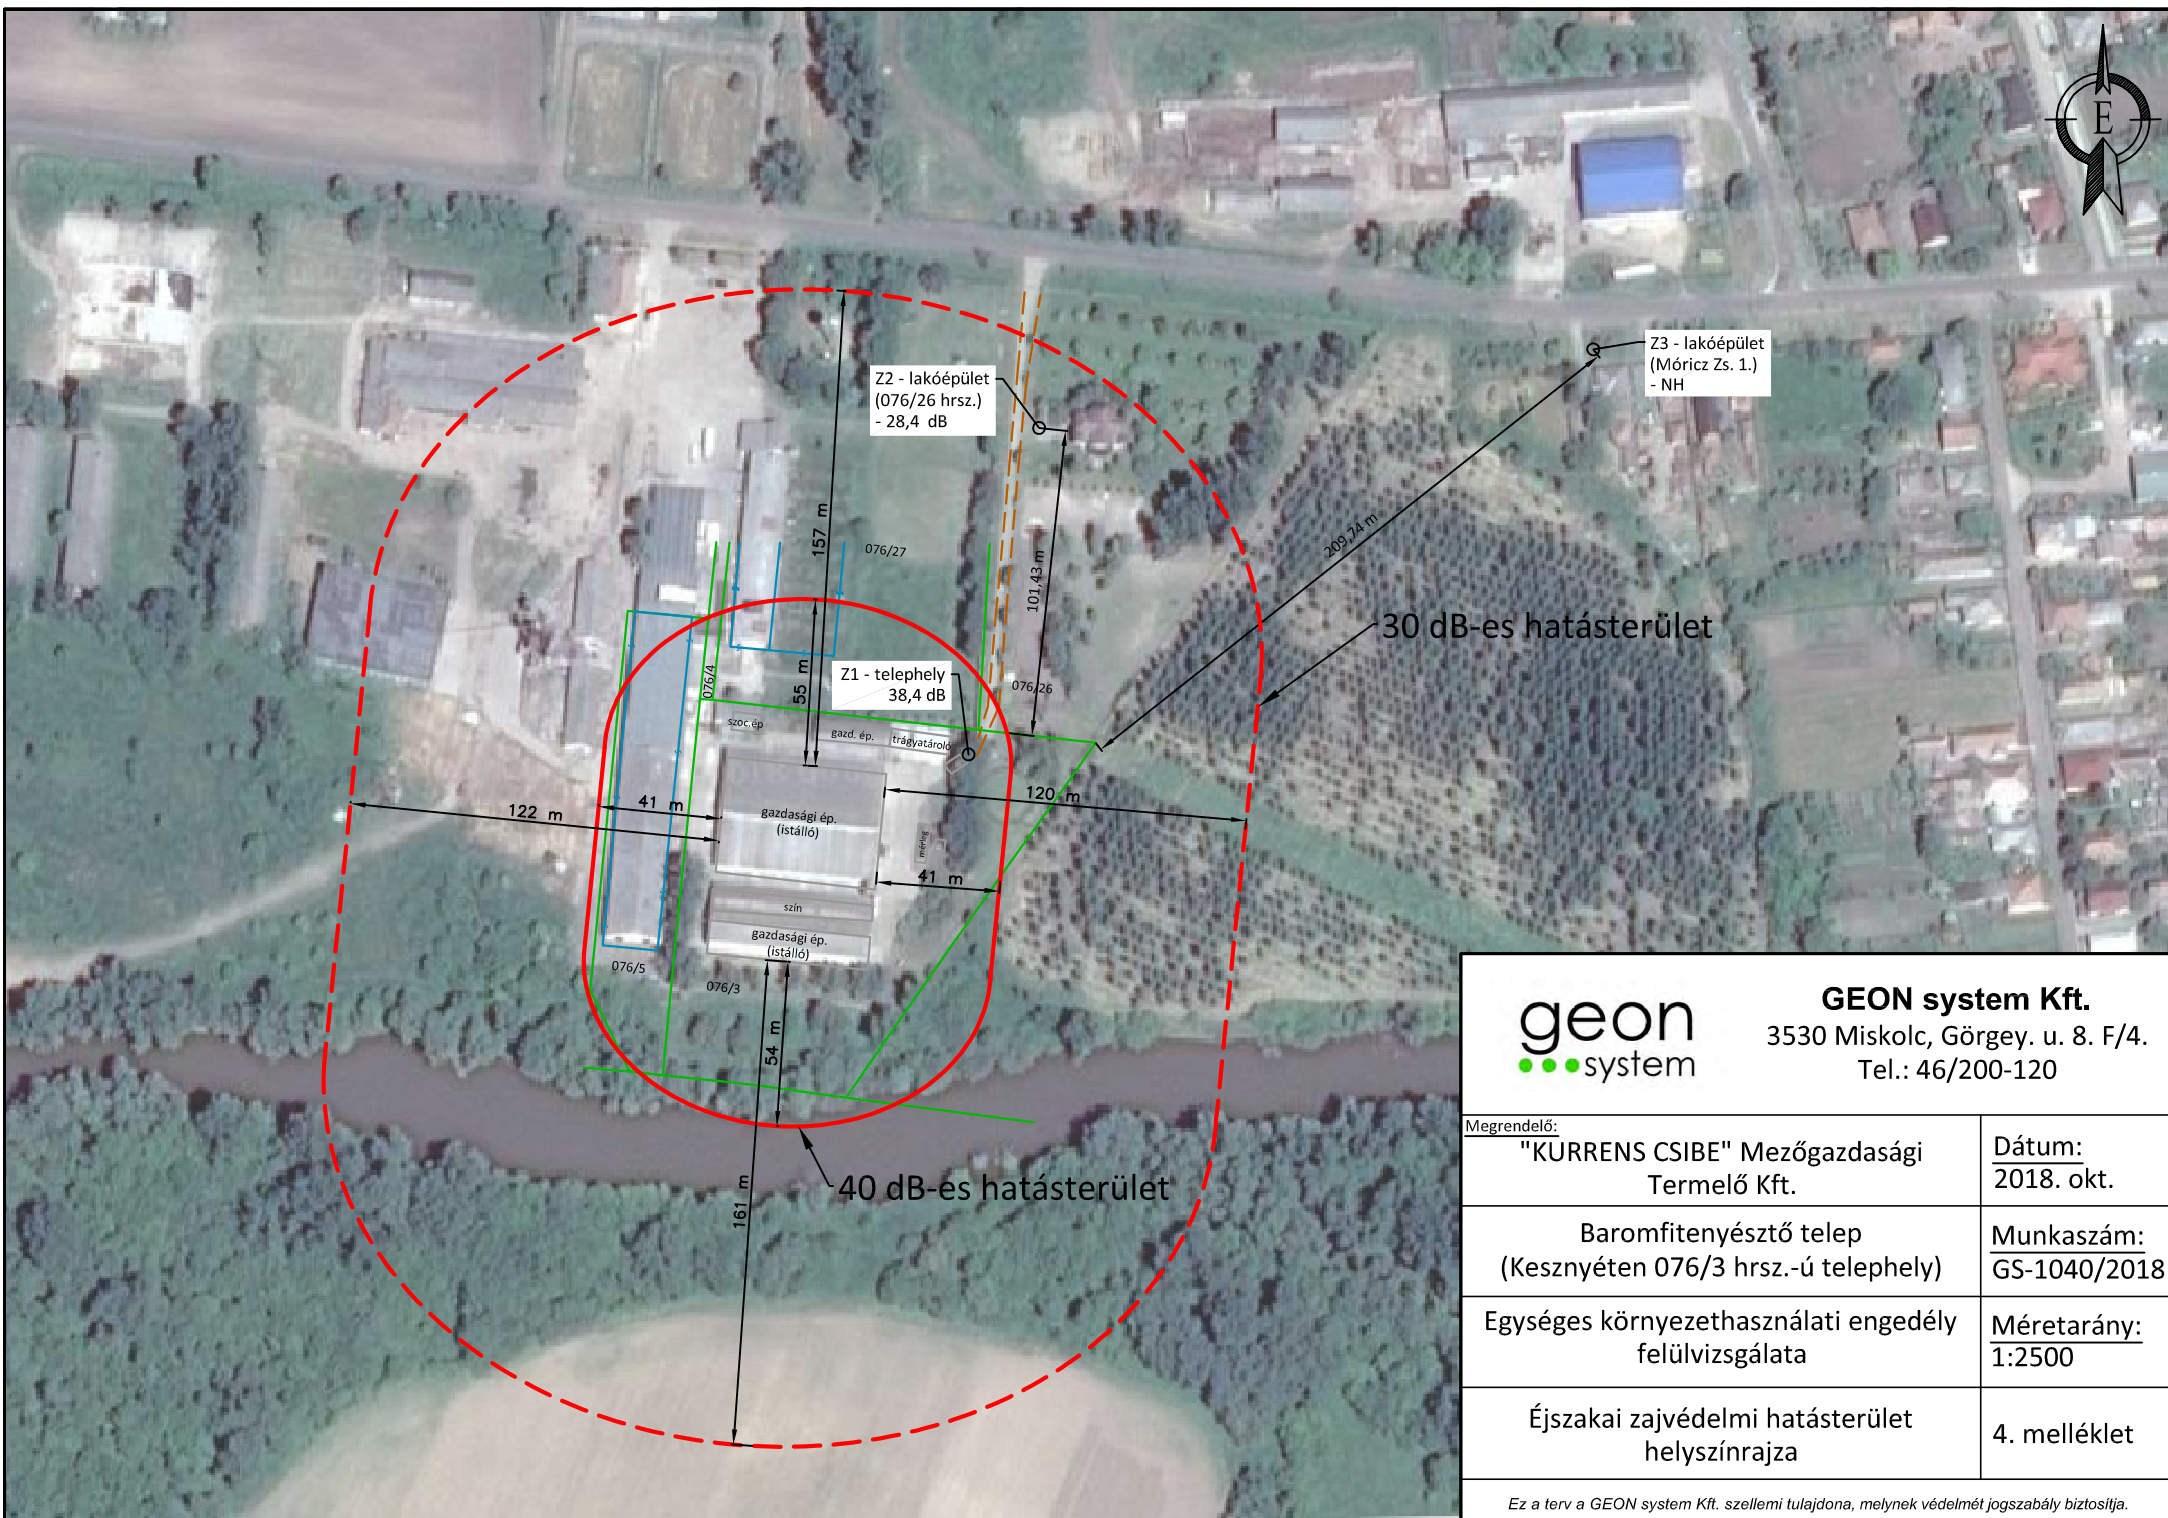 E
Z3 - lakóépület
(Móricz Zs. 1.)
- NH
Z2 - lakóépület
(076/26 hrsz.)
- 28,4 dB
157 m
076/27
209,74 m
101,43 m
30 dB-es hatásterület
Z1 - telephely
38,4 dB
55 m
076/4
076/26
szoc.ép
gazd. ép.
trágyatároló
122 m
41 m
120 m
gazdasági ép.
(istálló)
mérleg
41 m
szín
gazdasági ép.
(istálló)
076/5
076/3
54 m
161 m
40 dB-es hatásterület
geon
system
GEON system Kft.
3530 Miskolc, Görgey. u. 8. F/4.
Tel.: 46/200-120
Megrendelő:
"KURRENS CSIBE" Mezőgazdasági
Termelő Kft.
Dátum:
2018. okt.
Baromfitenyésztő telep
(Kesznyéten 076/3 hrsz.-ú telephely)
Munkaszám:
GS-1040/2018
Egységes környezethasználati engedély
felülvizsgálata
Méretarány:
1:2500
Éjszakai zajvédelmi hatásterület
helyszínrajza
4. melléklet
Ez a terv a GEON system Kft. szellemi tulajdona, melynek védelmét jogszabály biztosítja.